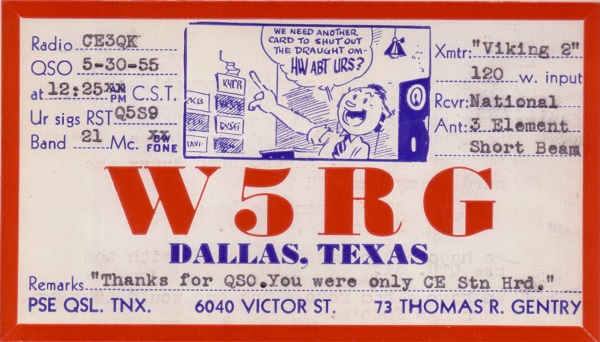 Radio CE3QK
QSO 5-30-55
at 12:25 PM C.S.T.
Ur sigs RST Q5S9
Band 21 Mc. FONE
WE NEED ANOTHER
CARD TO SHUT OUT
THE DRAUGHT OM-
HW ABT URS?
Xmtr: "Viking 2"
120 w. input
Rcvr: National
Ant: 3 Element
Short Beam
W5RG
DALLAS, TEXAS
Remarks "Thanks for QSO.You were only CE Stn Hrd."
PSE QSL. TNX. 6040 VICTOR ST. 73 THOMAS R. GENTRY